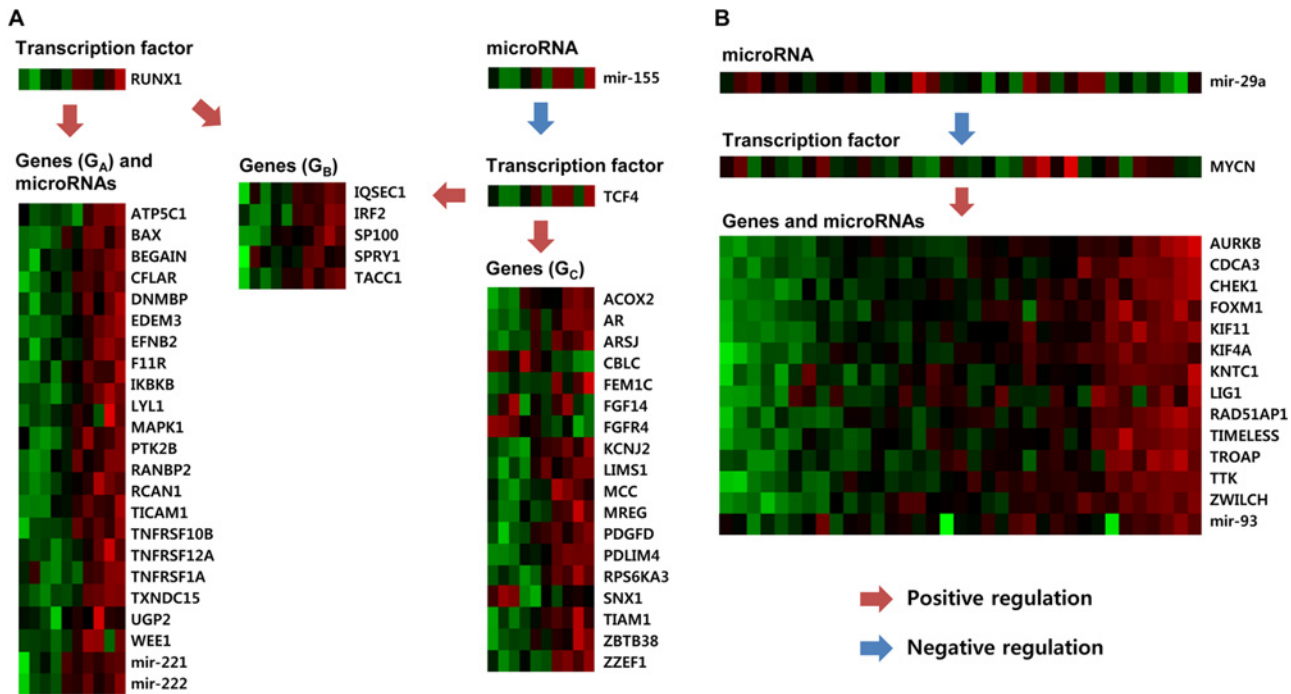 A
Transcription factor
RUNX1
Genes (GA) and
microRNAs
ATP5C1
BAX
BEGAIN
CFLAR
DNMBP
EDEM3
EFNB2
F11R
IKBKB
LYL1
MAPK1
PTK2B
RANBP2
RCAN1
TICAM1
TNFRSF10B
TNFRSF12A
TNFRSF1A
TXNDC15
UGP2
WEE1
mir-221
mir-222
Genes (GB)
IQSEC1
IRF2
SP100
SPRY1
TACC1
microRNA
mir-155
Transcription factor
TCF4
Genes (GC)
ACOX2
AR
ARSJ
CBLC
FEM1C
FGF14
FGFR4
KCNJ2
LIMS1
MCC
MREG
PDGFD
PDLIM4
RPS6KA3
SNX1
TIAM1
ZBTB38
ZZEF1
B
microRNA
mir-29a
Transcription factor
MYCN
Genes and microRNAs
AURKB
CDCA3
CHEK1
FOXM1
KIF11
KIF4A
KNTC1
LIG1
RAD51AP1
TIMELESS
TROAP
TTK
ZWILCH
mir-93
Positive regulation
Negative regulation